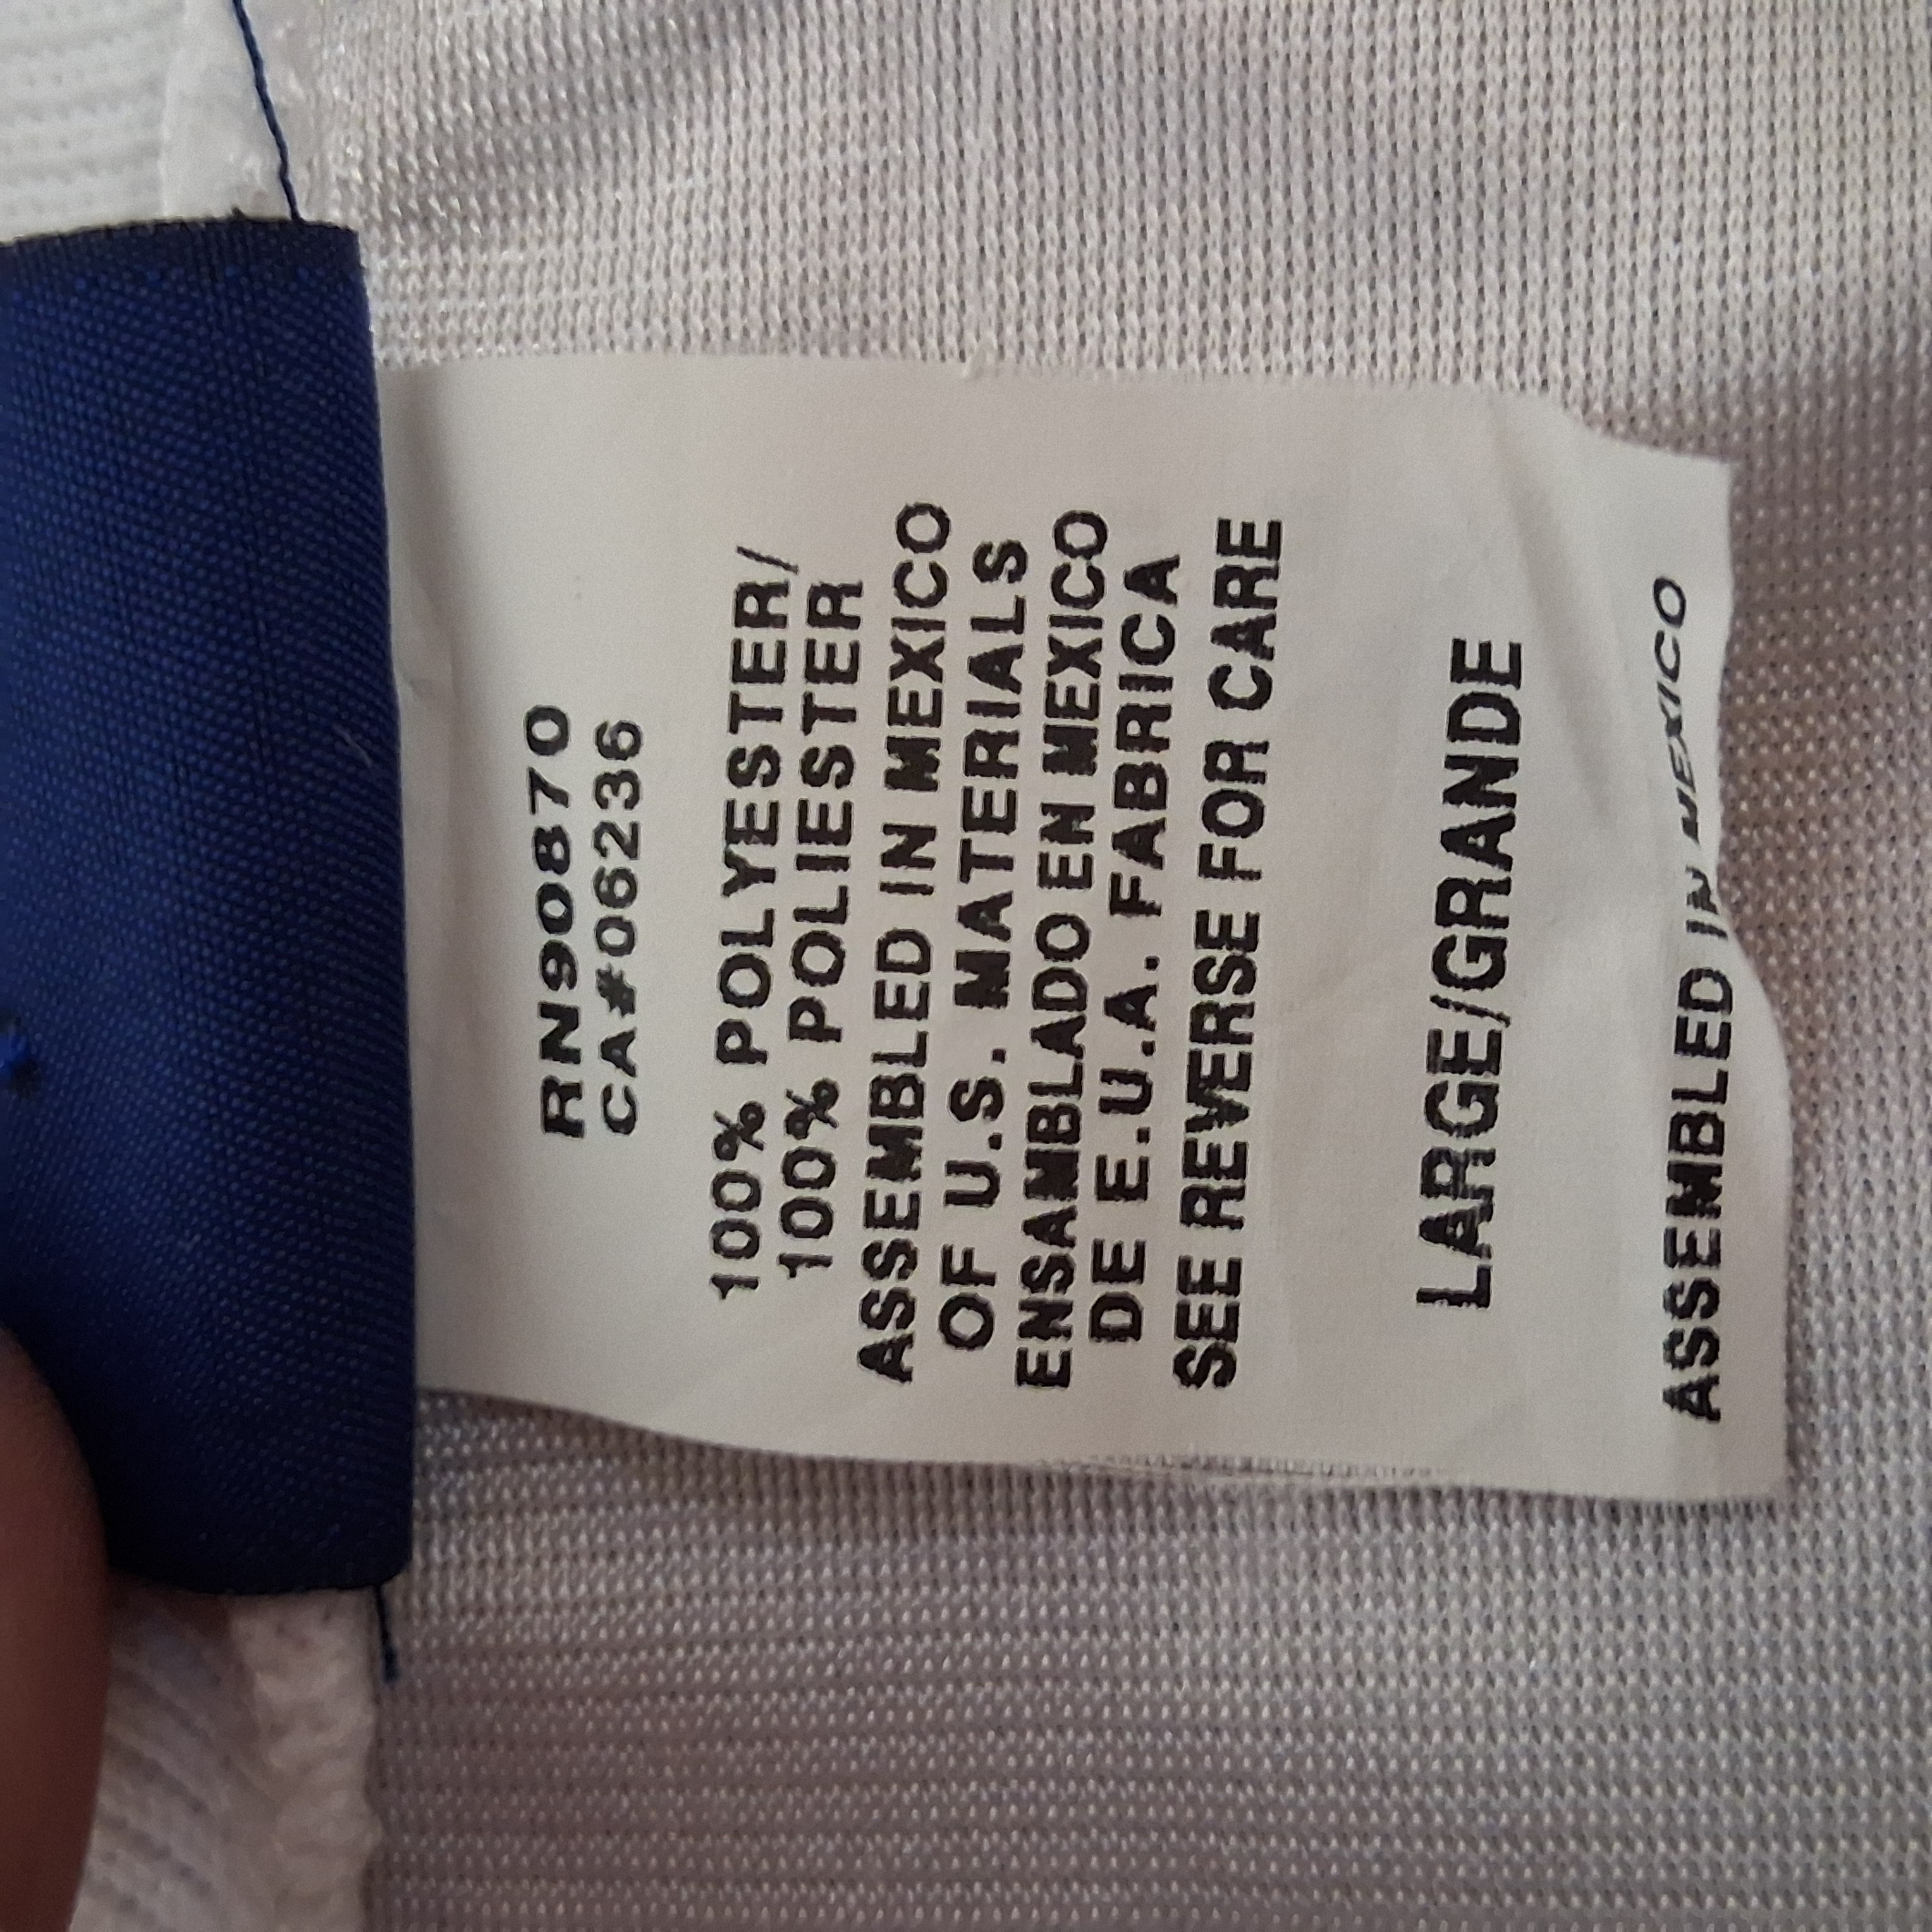 RN90870
CA#06236
100% POLYESTER/
100% POLIESTER
ASSEMBLED IN MEXICO
OF U.S. MATERIALS
ENSAMBLADO EN MEXICO
DE E.U.A. FABRICA
SEE REVERSE FOR CARE
LARGE/GRANDE
ASSEMBLED IN MEXICO